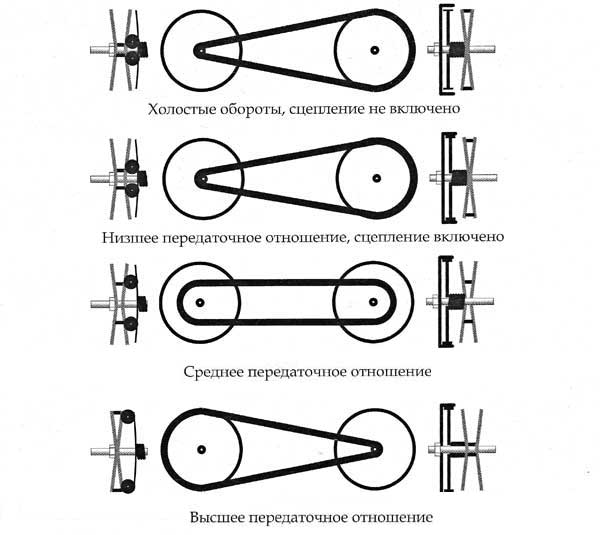 Холостые обороты, сцепление не включено
Низшее передаточное отношение, сцепление включено
Среднее передаточное отношение
Высшее передаточное отношение